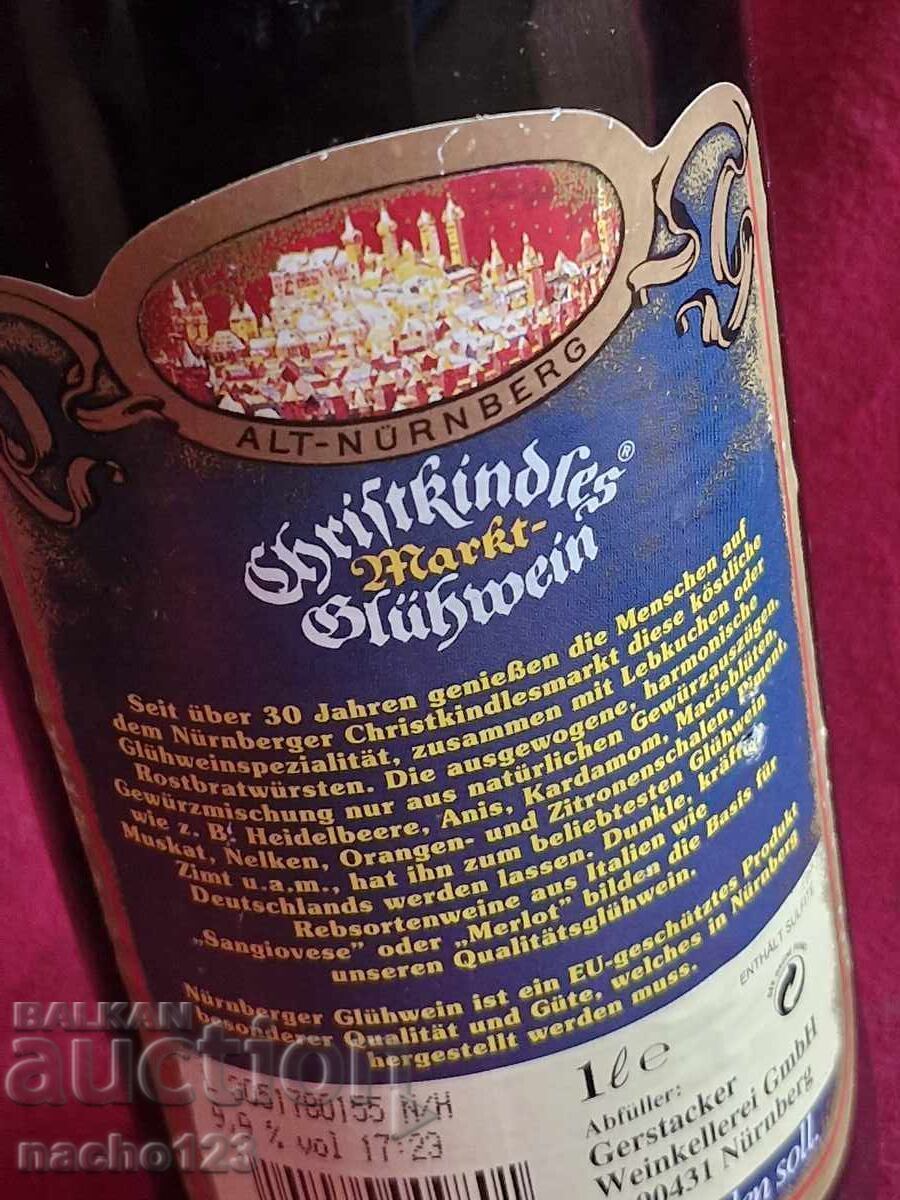 ALT-NÜRNBERG
Christkindles®
Markt-
Glühwein
Seit über 30 Jahren genießen die Menschen auf
dem Nürnberger Christkindlesmarkt diese köstliche
Glühweinspezialität, zusammen mit Lebkuchen oder
Rostbratwürsten. Die ausgewogene, harmonische
Gewürzmischung nur aus natürlichen Gewürzauszügen,
wie z. B. Heidelbeere, Anis, Kardamom, Macisblüten,
Muskat, Nelken, Orangen- und Zitronenschalen, Piment,
Zimt u.a.m., hat ihn zum beliebtesten Glühwein
Deutschlands werden lassen. Dunkle, kräftige
Rebsortenweine aus Italien wie
„Sangiovese" oder „Merlot" bilden die Basis für
unseren Qualitätsglühwein.
Nürnberger Glühwein ist ein EU-geschütztes Produkt
besonderer Qualität und Güte, welches in Nürnberg
hergestellt werden muss.
ENTHÄLT SULFITE
1 ℓ e
Abfüller:
Gerstacker
Weinkellerei GmbH
90431 Nürnberg
9,9 % vol 17:23
soll.
BALKAN
auction
nacho123